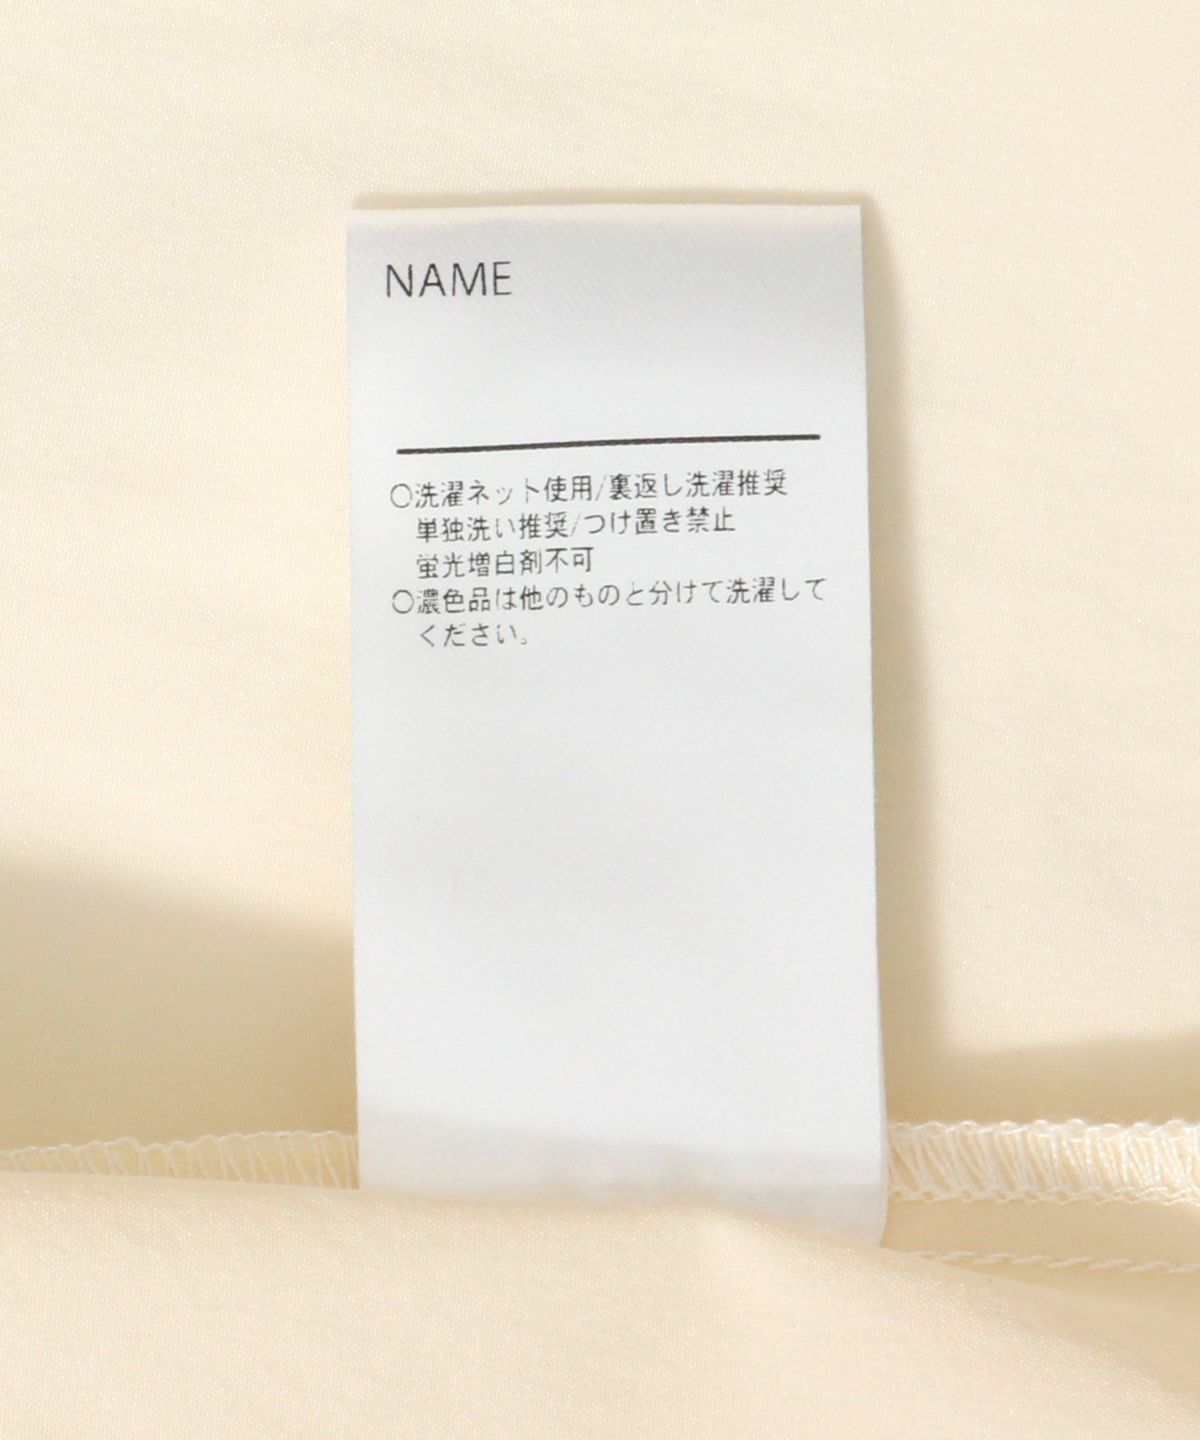 NAME
○洗濯ネット使用/裏返し洗濯推奨
単独洗い推奨/つけ置き禁止
蛍光増白剤不可
○濃色品は他のものと分けて洗濯して
ください。